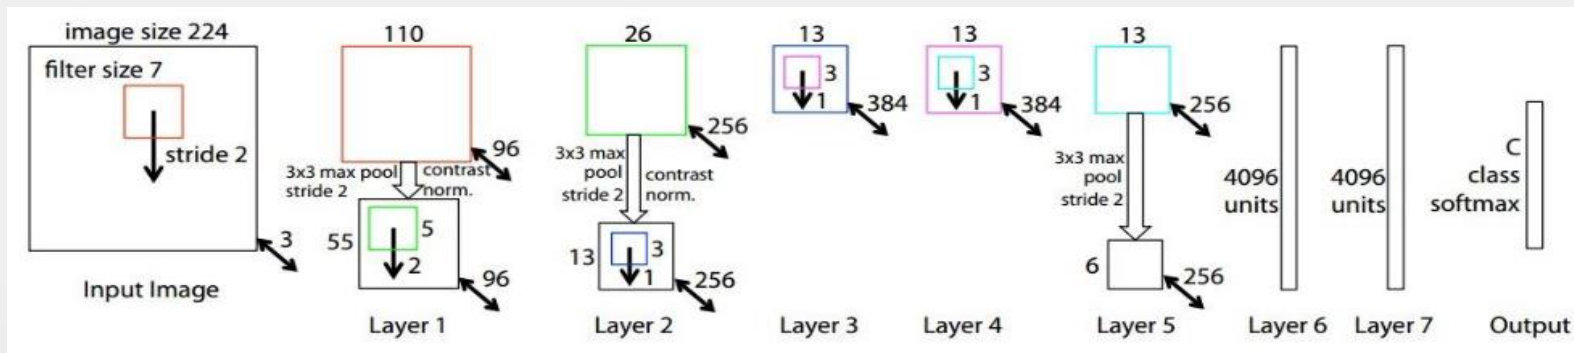 image size 224
filter size 7
stride 2
3
Input Image
110
96
3x3 max pool
stride 2
contrast
norm.
55
5
2
96
Layer 1
26
256
3x3 max
pool
stride 2
contrast
norm.
13
3
1
256
Layer 2
13
3
1
384
Layer 3
13
3
1
384
Layer 4
13
256
3x3 max
pool
stride 2
6
256
Layer 5
4096
units
Layer 6
4096
units
Layer 7
C
class
softmax
Output